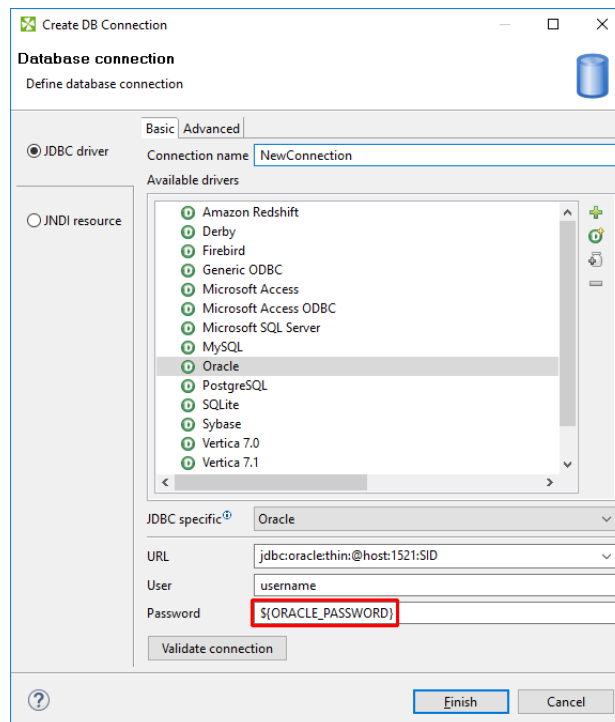 Create DB Connection
Database connection
Define database connection
JDBC driver
JNDI resource
Basic Advanced
Connection name NewConnection
Available drivers
Amazon Redshift
Derby
Firebird
Generic ODBC
Microsoft Access
Microsoft Access ODBC
Microsoft SQL Server
MySQL
Oracle
PostgreSQL
SQLite
Sybase
Vertica 7.0
Vertica 7.1
JDBC specific Oracle
URL jdbc:oracle:thin:@host:1521:SID
User username
Password ${ORACLE_PASSWORD}
Validate connection
Finish Cancel